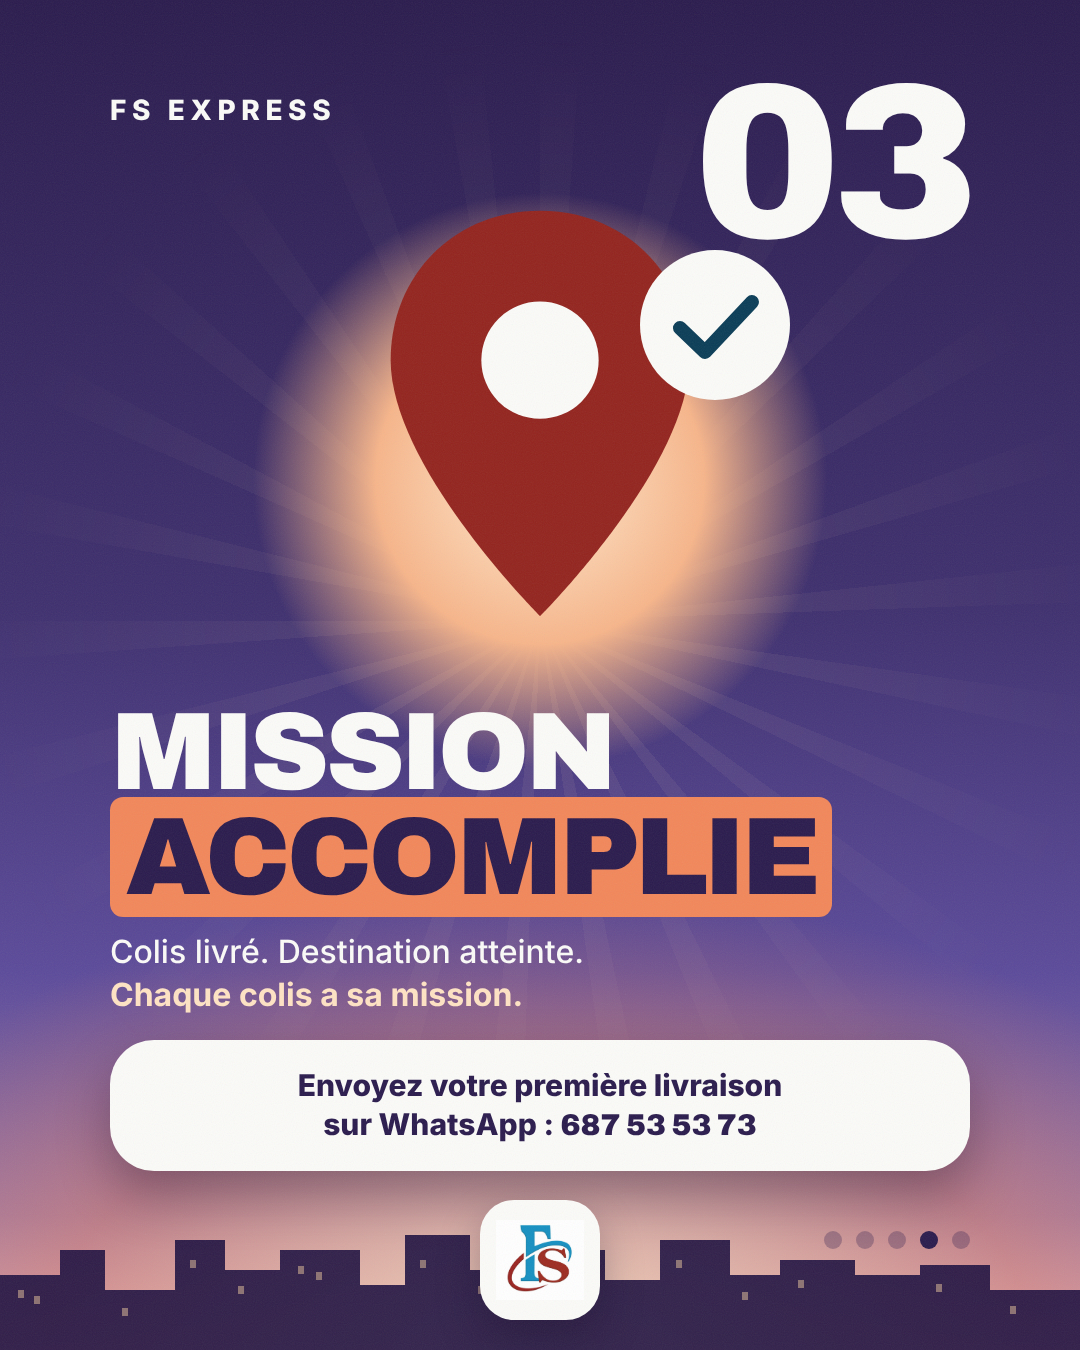 FS EXPRESS
03
MISSION
ACCOMPLIE
Colis livré. Destination atteinte.
Chaque colis a sa mission.
Envoyez votre première livraison
sur WhatsApp : 687 53 53 73
FS